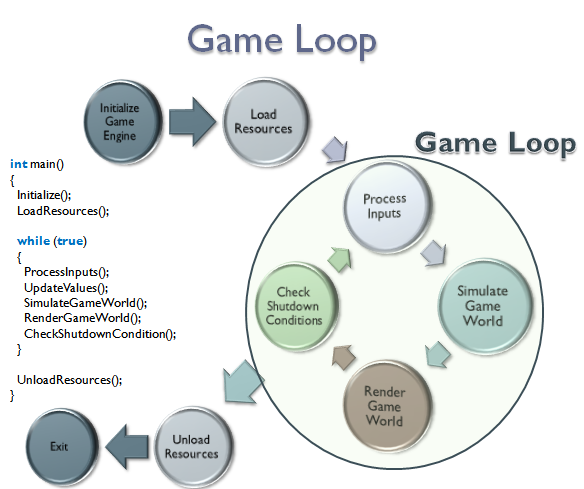 Game Loop
Initialize
Game
Engine
Load
Resources
Game Loop
int main()
{
Initialize();
LoadResources();
while (true)
{
ProcessInputs();
UpdateValues();
SimulateGameWorld();
RenderGameWorld();
CheckShutdownCondition();
}
UnloadResources();
}
Process
Inputs
Simulate
Game
World
Check
Shutdown
Conditions
Render
Game
World
Unload
Resources
Exit